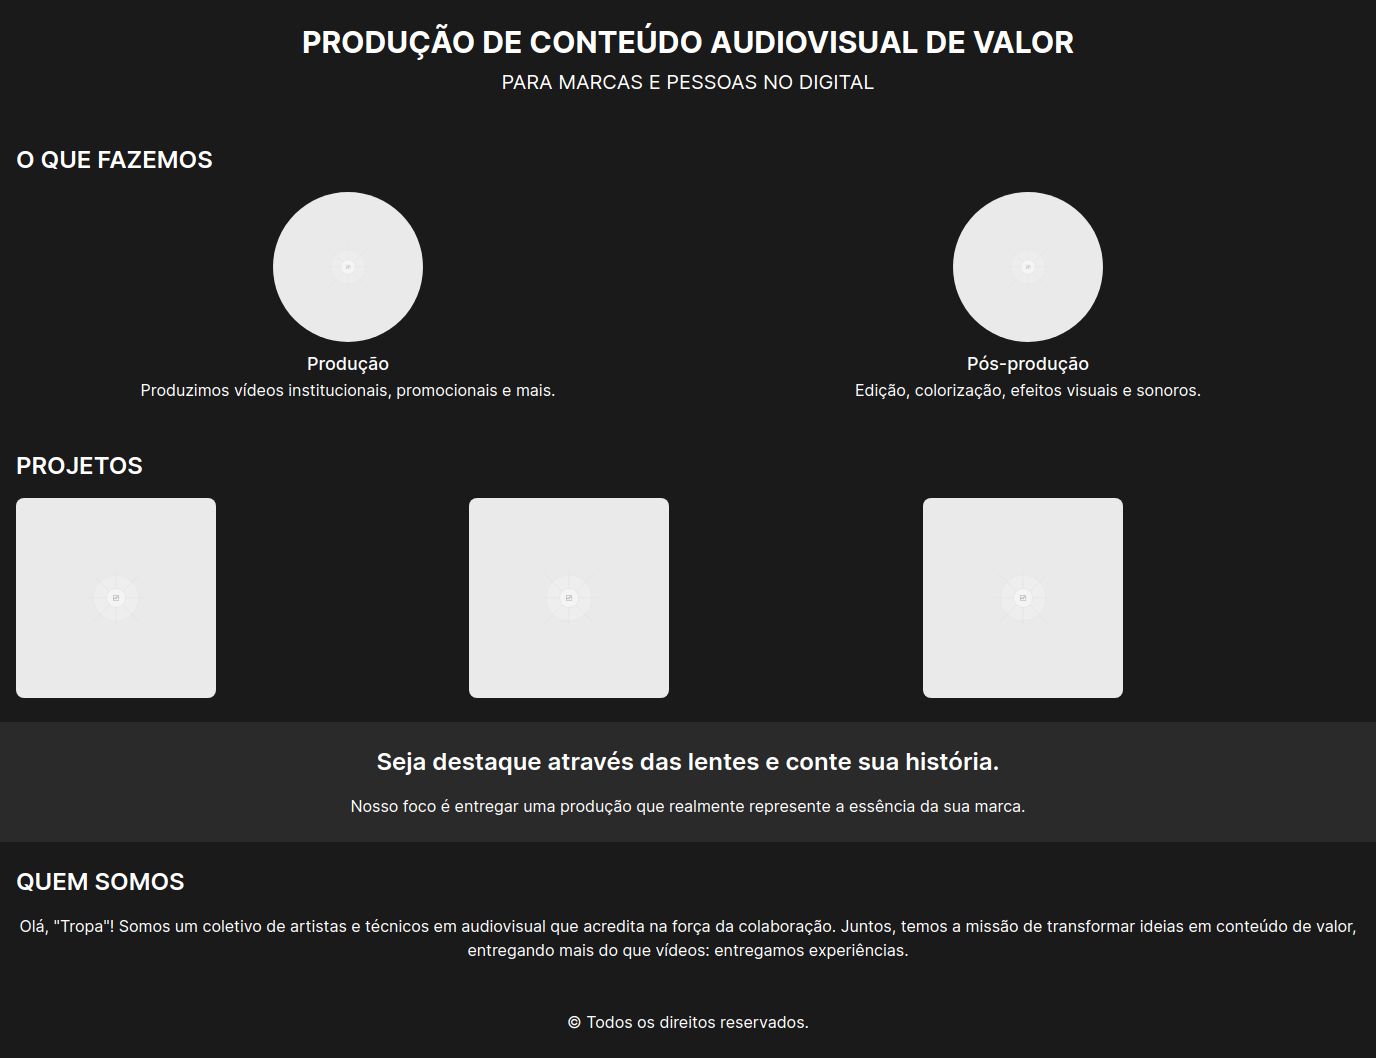 PRODUÇÃO DE CONTEÚDO AUDIOVISUAL DE VALOR
PARA MARCAS E PESSOAS NO DIGITAL
O QUE FAZEMOS
Produção
Produzimos vídeos institucionais, promocionais e mais.
Pós-produção
Edição, colorização, efeitos visuais e sonoros.
PROJETOS
Seja destaque através das lentes e conte sua história.
Nosso foco é entregar uma produção que realmente represente a essência da sua marca.
QUEM SOMOS
Olá, "Tropa"! Somos um coletivo de artistas e técnicos em audiovisual que acredita na força da colaboração. Juntos, temos a missão de transformar ideias em conteúdo de valor,
entregando mais do que vídeos: entregamos experiências.
© Todos os direitos reservados.